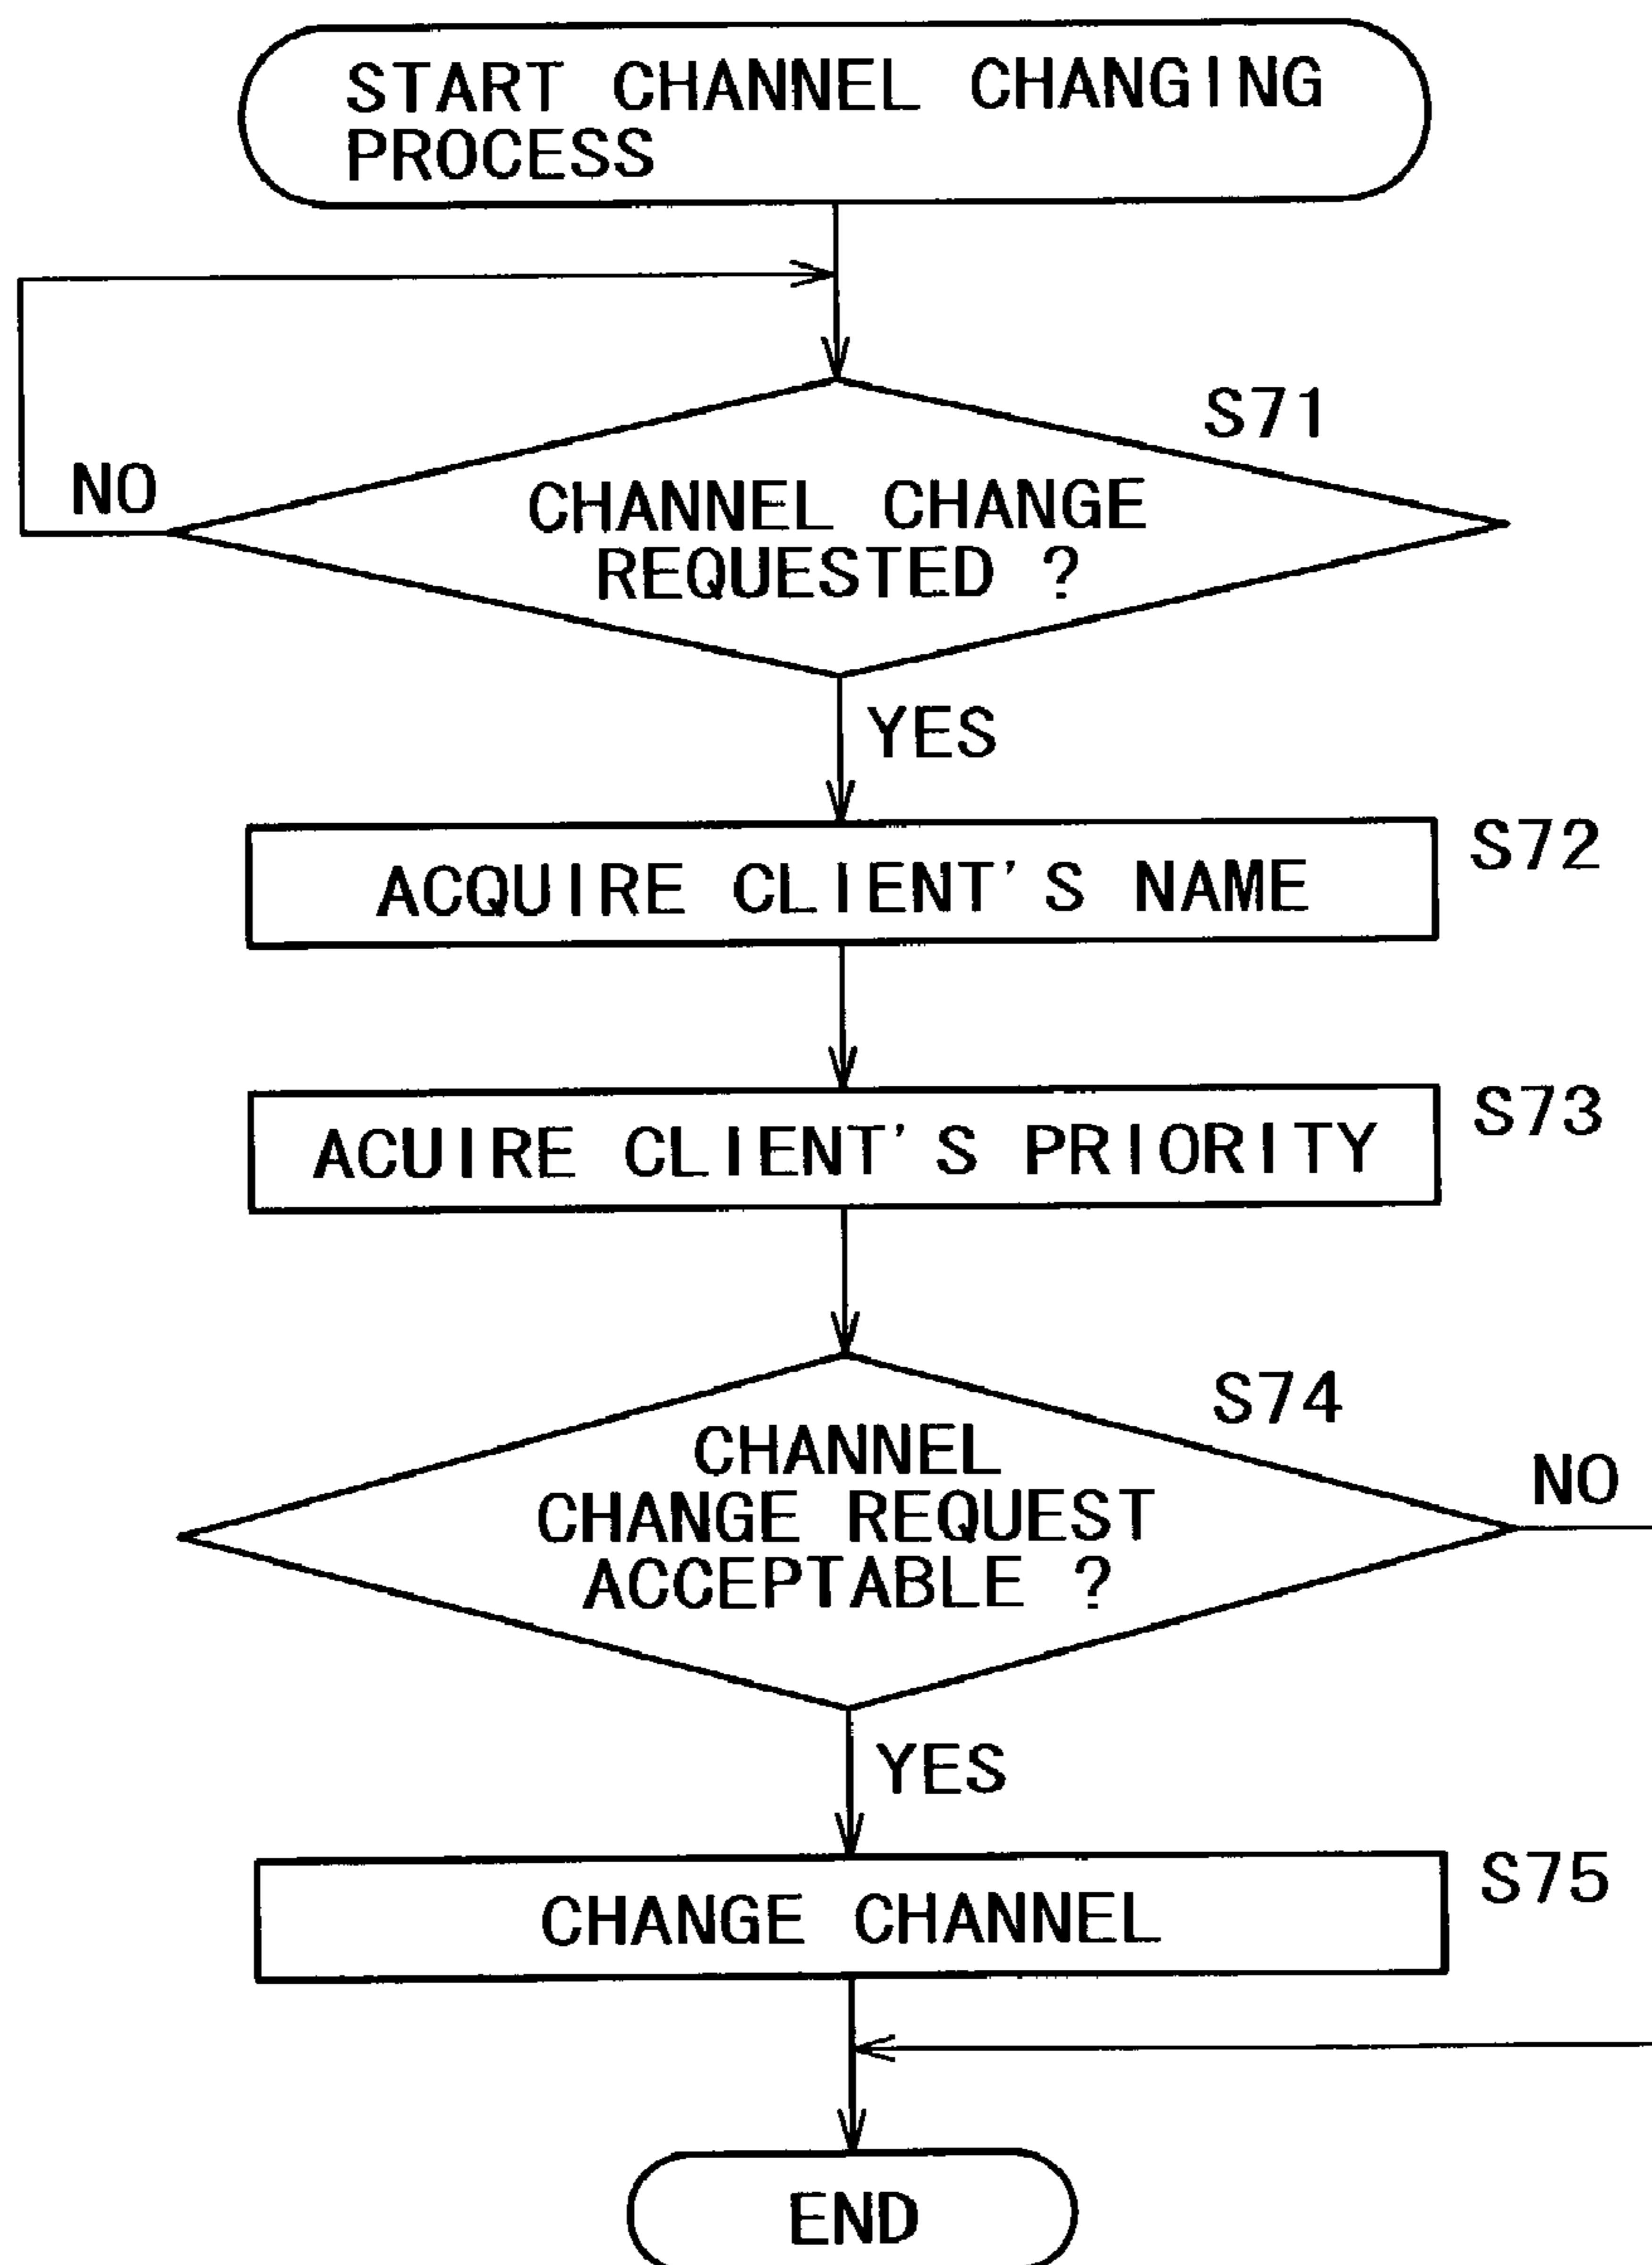 START CHANNEL CHANGING
PROCESS
S71
NO
CHANNEL CHANGE
REQUESTED ?
YES
S72
ACQUIRE CLIENT'S NAME
S73
ACUIRE CLIENT'S PRIORITY
S74
CHANNEL
CHANGE REQUEST
ACCEPTABLE ?
NO
YES
S75
CHANGE CHANNEL
END